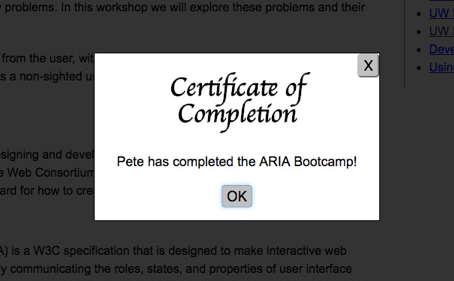 problems. In this workshop we will explore these problems and their
from the user, wit
s a non-sighted u
UW
UW
Deve
Usin
X
Certificate of
Completion
Pete has completed the ARIA Bootcamp!
OK
signing and devel
e Web Consortium
ard for how to cre
A) is a W3C specification that is designed to make interactive web
y communicating the roles, states, and properties of user interface